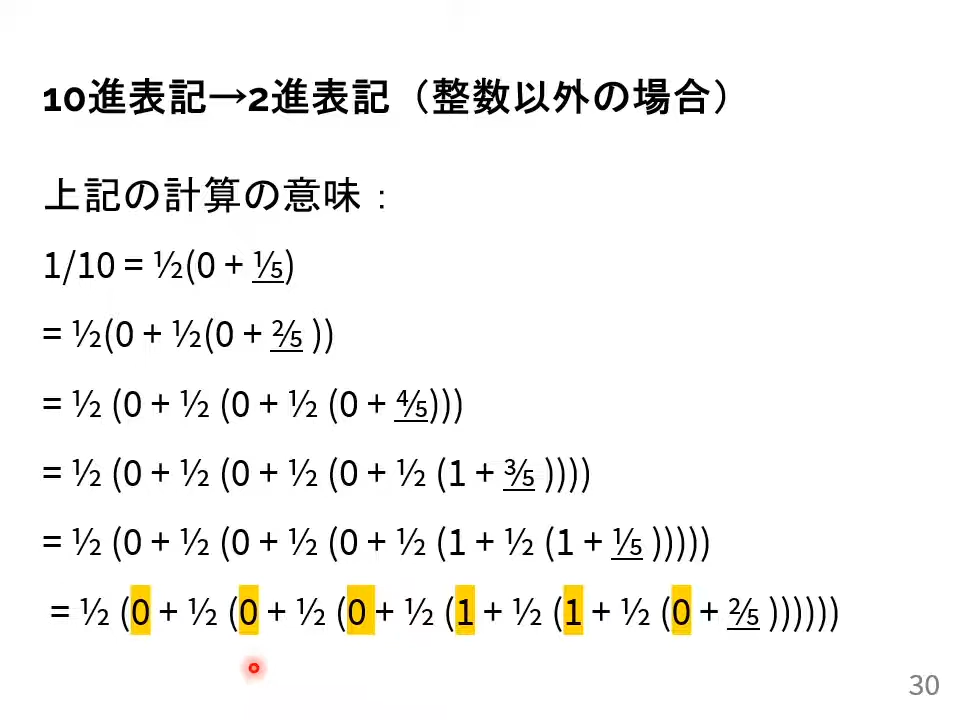 10進表記→2進表記（整数以外の場合）
上記の計算の意味：
1/10 = ½(0 + ⅕)
= ½(0 + ½(0 + ⅖ ))
= ½ (0 + ½ (0 + ½ (0 + ⅘)))
= ½ (0 + ½ (0 + ½ (0 + ½ (1 + ⅗ ))))
= ½ (0 + ½ (0 + ½ (0 + ½ (1 + ½ (1 + ⅕ )))))
= ½ (0 + ½ (0 + ½ (0 + ½ (1 + ½ (1 + ½ (0 + ⅖ ))))))
30